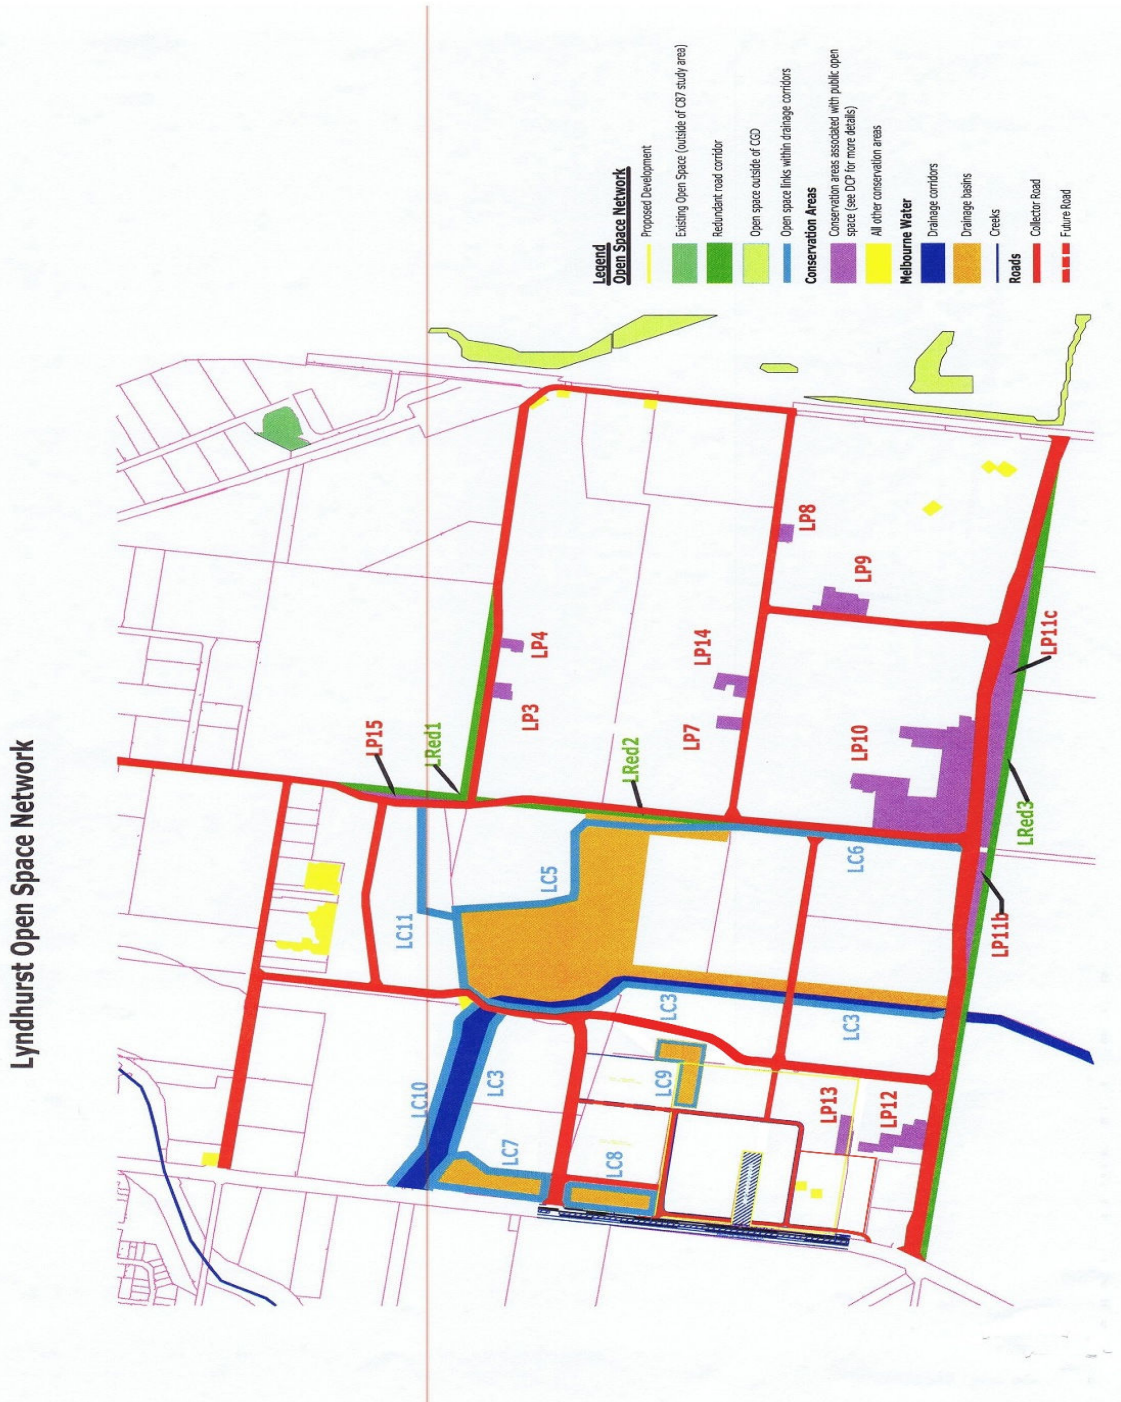 Lyndhurst Open Space Network
Legend
Open Space Network
Proposed Development
Existing Open Space (outside of C87 study area)
Redundant road corridor
Open space outside of CGD
Open space links within drainage corridors
Conservation Areas
Conservation areas associated with public open
space (see DCP for more details)
All other conservation areas
Melbourne Water
Drainage corridors
Drainage basins
Creeks
Roads
Collector Road
Future Road
LP15
LRed1
LP3
LP4
LRed2
LP7
LP14
LP8
LP9
LP10
LP11c
LRed3
LP11b
LC11
LC5
LC6
LC3
LC3
LC10
LC3
LC7
LC8
LC9
LP13
LP12